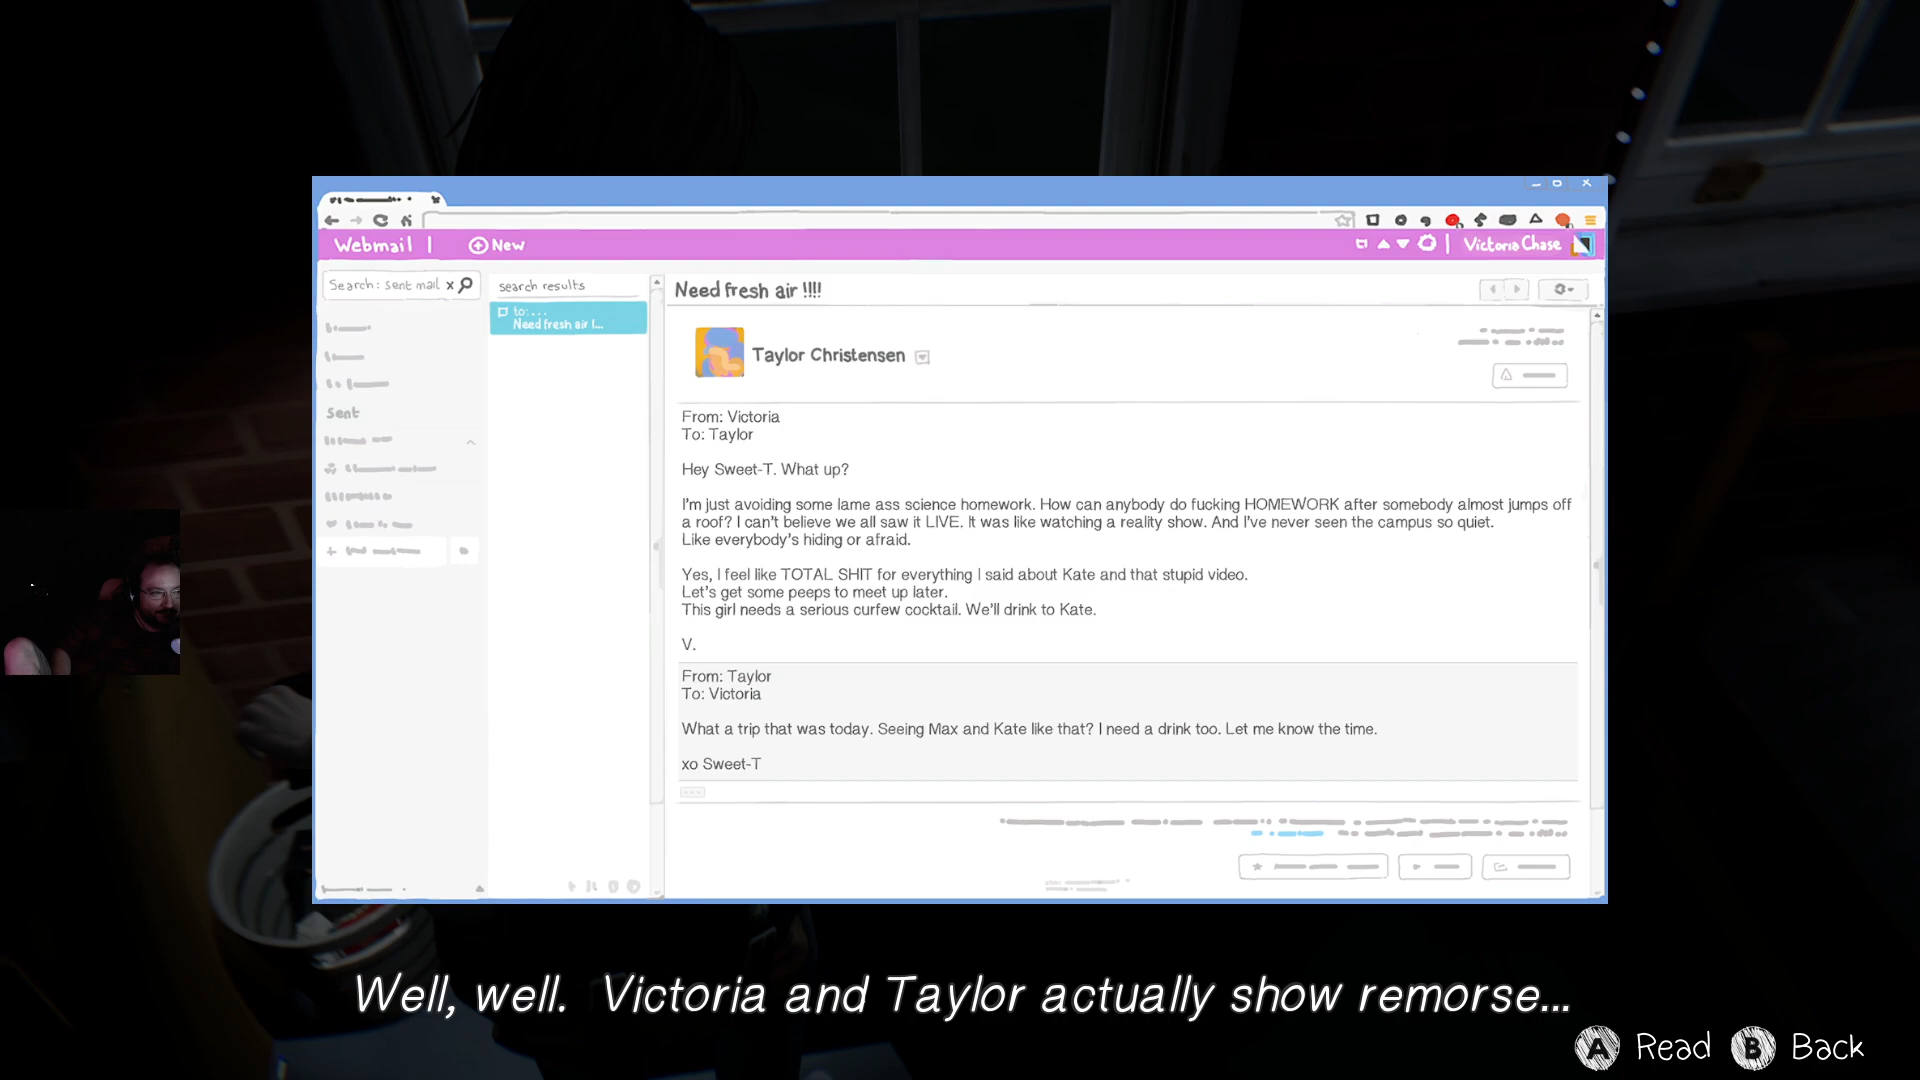 Webmail | New
Victoria Chase
Search: sent mail x
search results
Need fresh air !!!!
to:...
Need fresh air !...
Taylor Christensen
Sent
From: Victoria
To: Taylor
Hey Sweet-T. What up?
I'm just avoiding some lame ass science homework. How can anybody do fucking HOMEWORK after somebody almost jumps off
a roof? I can't believe we all saw it LIVE. It was like watching a reality show. And I've never seen the campus so quiet.
Like everybody's hiding or afraid.
Yes, I feel like TOTAL SHIT for everything I said about Kate and that stupid video.
Let's get some peeps to meet up later.
This girl needs a serious curfew cocktail. We'll drink to Kate.
V.
From: Taylor
To: Victoria
What a trip that was today. Seeing Max and Kate like that? I need a drink too. Let me know the time.
xo Sweet-T
Well, well. Victoria and Taylor actually show remorse...
A Read B Back